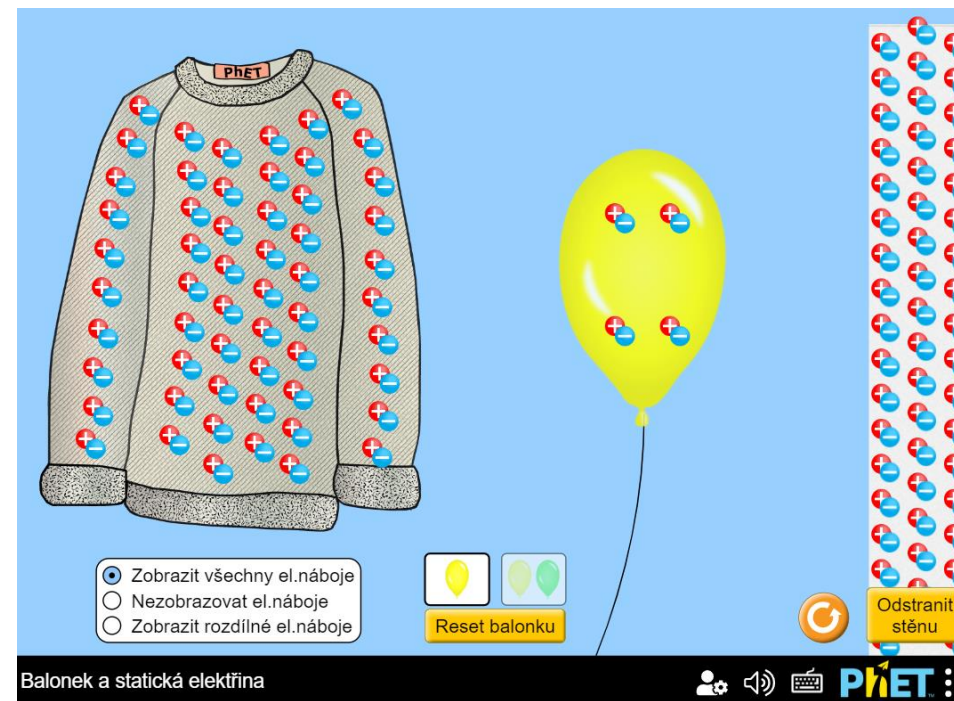 PhET
Zobrazit všechny el.náboje
Nezobrazovat el.náboje
Zobrazit rozdílné el.náboje
Reset balonku
Odstranit
stěnu
Balonek a statická elektřina
PhET